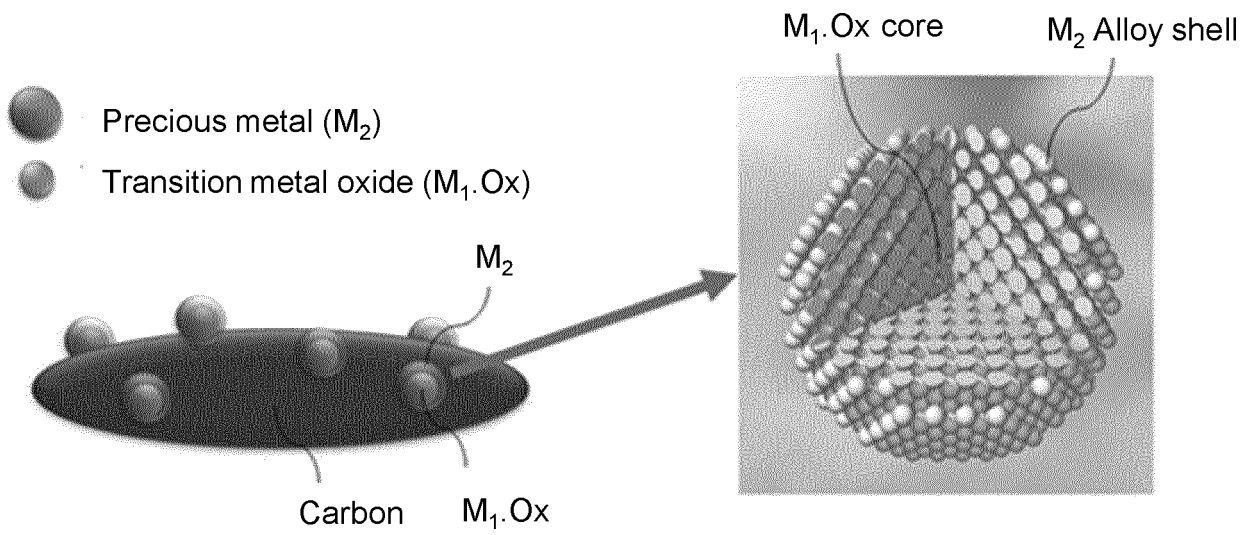 M₁.Ox core
M₂ Alloy shell
Precious metal (M₂)
Transition metal oxide (M₁.Ox)
M₂
Carbon
M₁.Ox